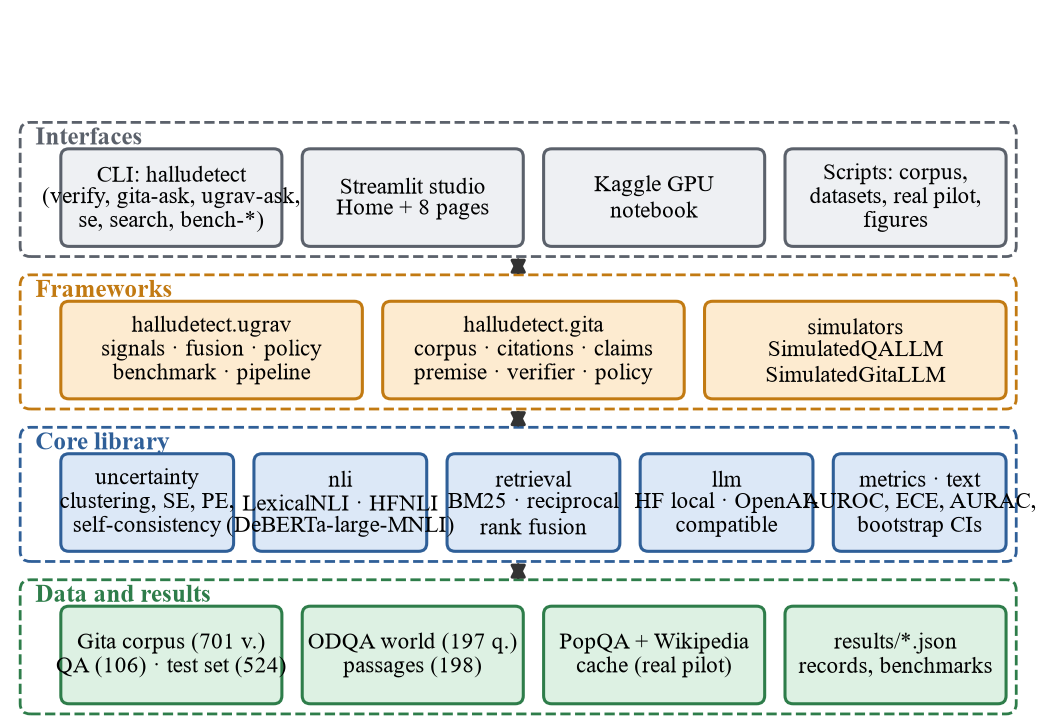 Interfaces
CLI: halludetect
(verify, gita-ask, ugrav-ask,
se, search, bench-*)
Streamlit studio
Home + 8 pages
Kaggle GPU
notebook
Scripts: corpus,
datasets, real pilot,
figures
Frameworks
halludetect.ugrav
signals · fusion · policy
benchmark · pipeline
halludetect.gita
corpus · citations · claims
premise · verifier · policy
simulators
SimulatedQALLM
SimulatedGitaLLM
Core library
uncertainty
clustering, SE, PE,
self-consistency
nli
LexicalNLI · HFNLI
(DeBERTa-large-MNLI)
retrieval
BM25 · reciprocal
rank fusion
llm
HF local · OpenAI-
compatible
metrics · text
AUROC, ECE, AURAC,
bootstrap CIs
Data and results
Gita corpus (701 v.)
QA (106) · test set (524)
ODQA world (197 q.)
passages (198)
PopQA + Wikipedia
cache (real pilot)
results/*.json
records, benchmarks